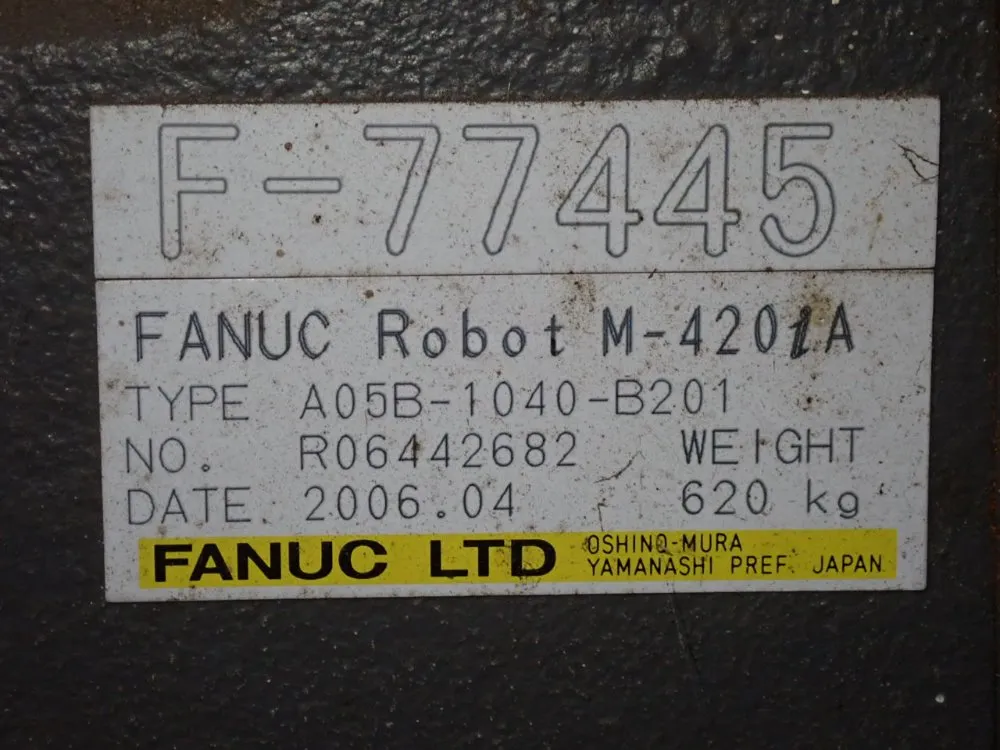 F-77445
FANUC Robot M-420iA
TYPE A05B-1040-B201
NO. R06442682 WEIGHT
DATE 2006.04 620 kg
FANUC LTD OSHINO-MURA
YAMANASHI PREF. JAPAN